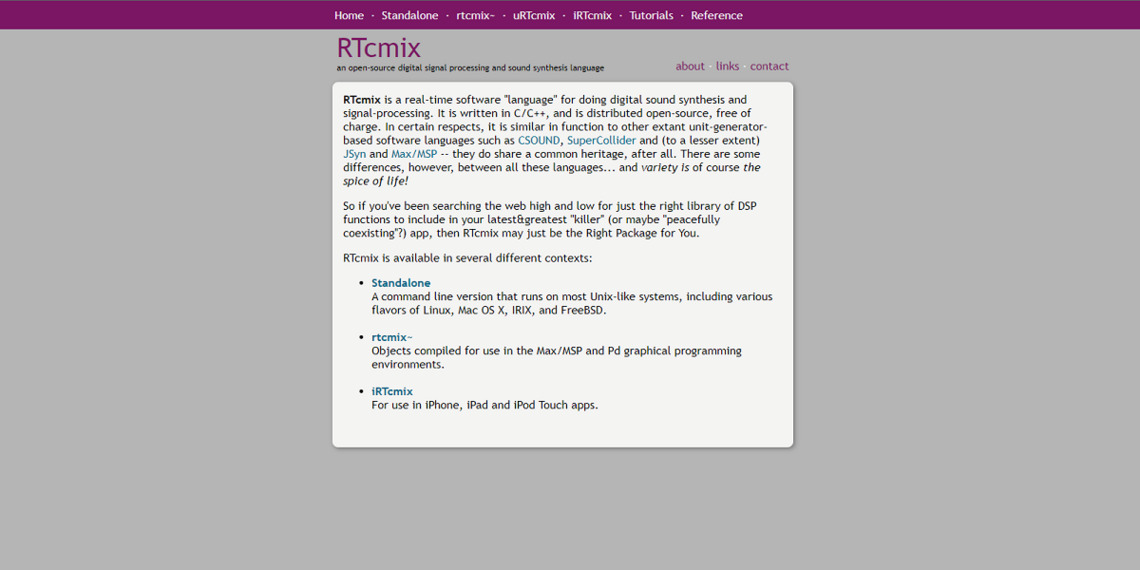 Home · Standalone · rtcmix~ · uRTcmix · iRTcmix · Tutorials · Reference
RTcmix
an open-source digital signal processing and sound synthesis language
about · links · contact
RTcmix is a real-time software "language" for doing digital sound synthesis and
signal-processing. It is written in C/C++, and is distributed open-source, free of
charge. In certain respects, it is similar in function to other extant unit-generator-
based software languages such as CSOUND, SuperCollider and (to a lesser extent)
JSyn and Max/MSP -- they do share a common heritage, after all. There are some
differences, however, between all these languages... and variety is of course the
spice of life!
So if you've been searching the web high and low for just the right library of DSP
functions to include in your latest&greatest "killer" (or maybe "peacefully
coexisting"?) app, then RTcmix may just be the Right Package for You.
RTcmix is available in several different contexts:
• Standalone
A command line version that runs on most Unix-like systems, including various
flavors of Linux, Mac OS X, IRIX, and FreeBSD.
• rtcmix~
Objects compiled for use in the Max/MSP and Pd graphical programming
environments.
• iRTcmix
For use in iPhone, iPad and iPod Touch apps.